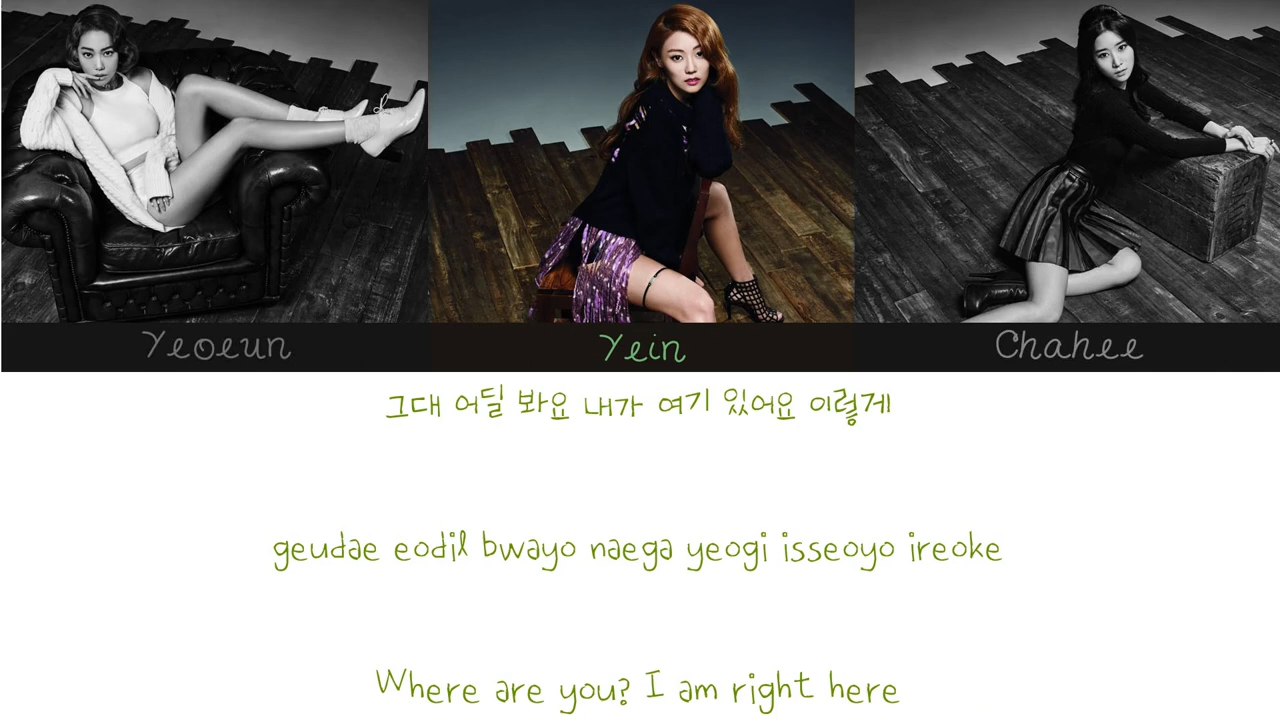 Yeoeun Yein Chahee
그대 어딜 봐요 내가 여기 있어요 이렇게
geudae eodil bwayo naega yeogi isseoyo ireoke
Where are you? I am right here